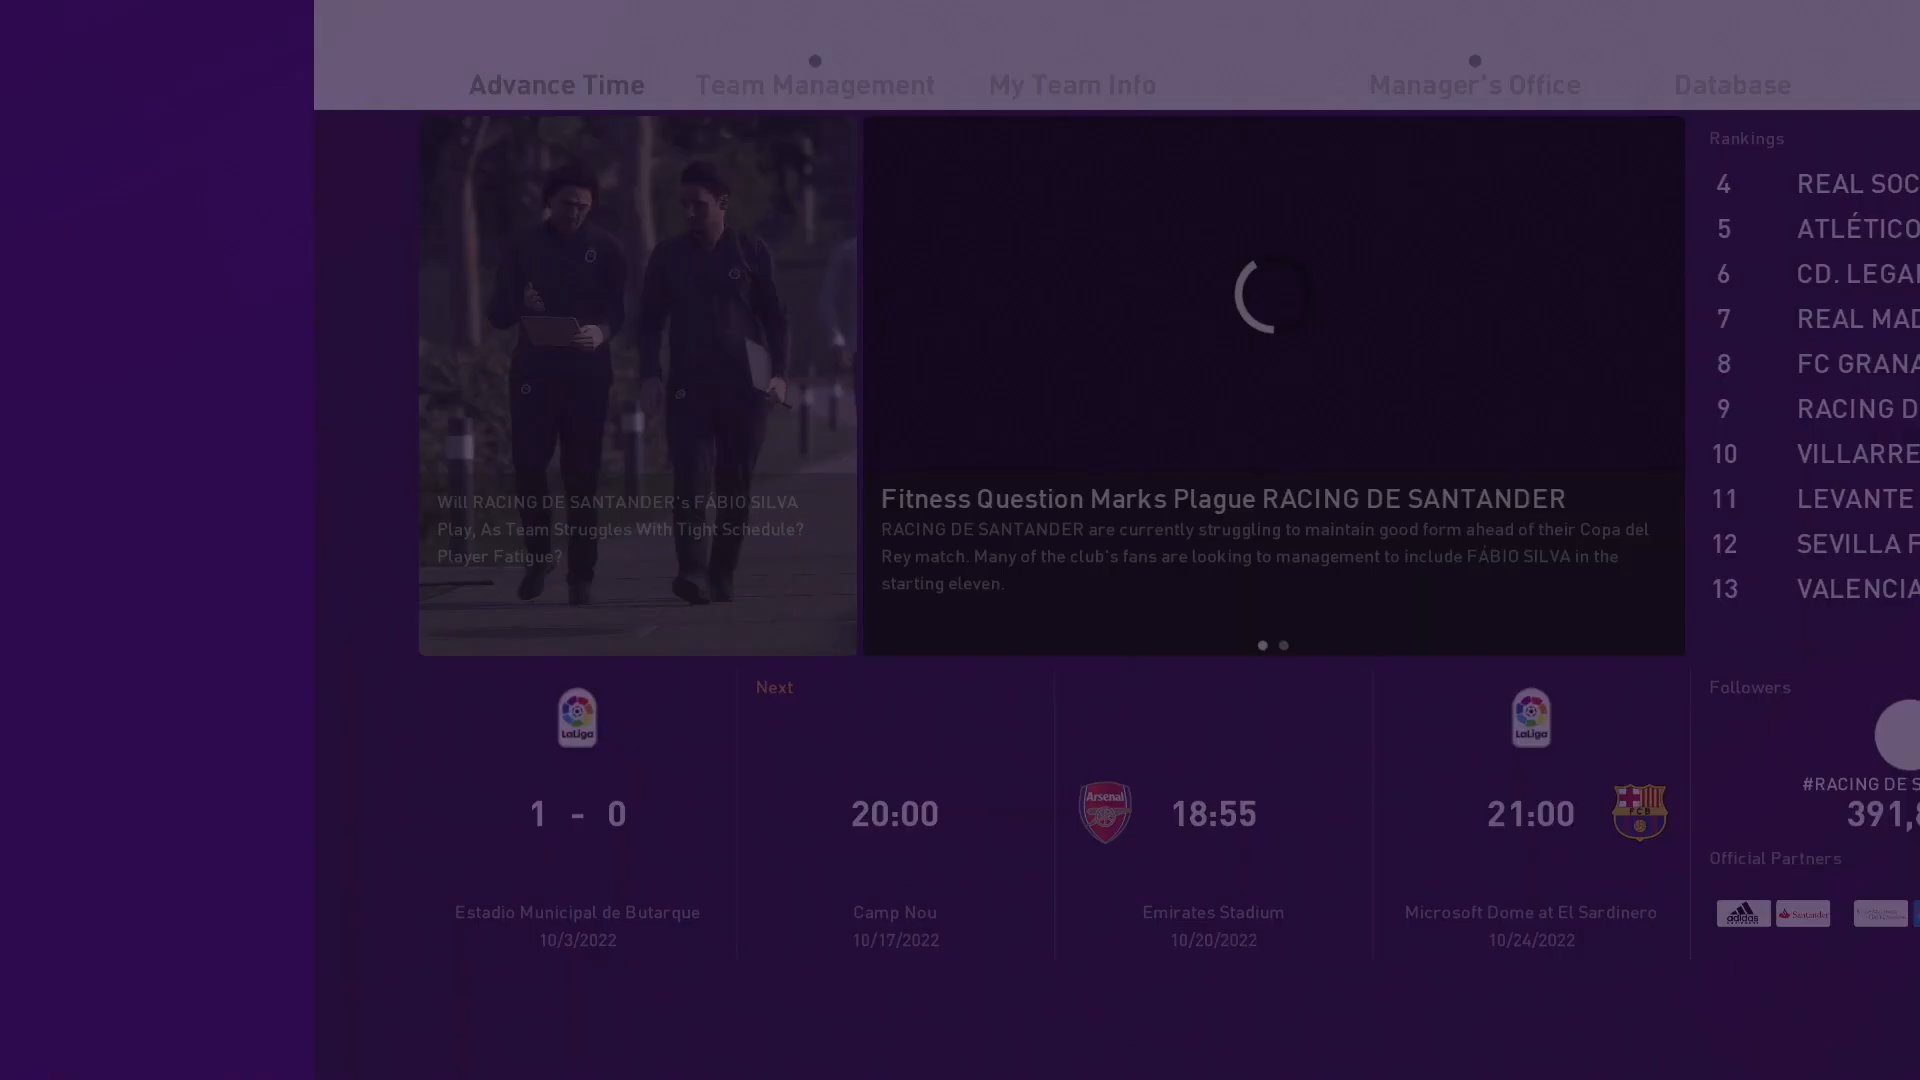 Advance Time
Team Management
My Team Info
Manager's Office
Database
Will RACING DE SANTANDER's FÁBIO SILVA
Play, As Team Struggles With Tight Schedule?
Player Fatigue?
Fitness Question Marks Plague RACING DE SANTANDER
RACING DE SANTANDER are currently struggling to maintain good form ahead of their Copa del
Rey match. Many of the club's fans are looking to management to include FÁBIO SILVA in the
starting eleven.
Rankings
4 REAL SOC
5 ATLÉTICO
6 CD. LEGA
7 REAL MAD
8 FC GRANA
9 RACING D
10 VILLARRE
11 LEVANTE
12 SEVILLA F
13 VALENCIA
LaLiga
1 - 0
Estadio Municipal de Butarque
10/3/2022
Next
20:00
Camp Nou
10/17/2022
Arsenal
18:55
Emirates Stadium
10/20/2022
LaLiga
21:00
FCB
Microsoft Dome at El Sardinero
10/24/2022
Followers
#RACING DE S
391,8
Official Partners
adidas
Santander